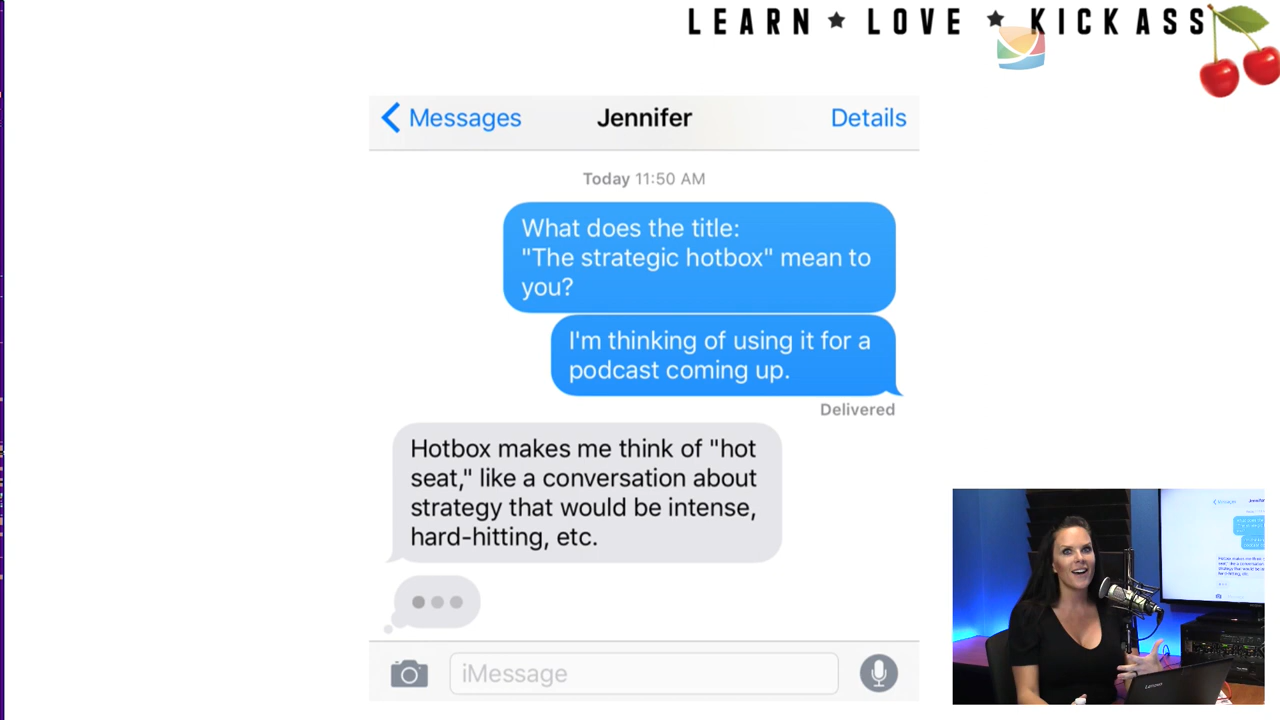 LEARN ★ LOVE ★ KICKASS
Messages
Jennifer
Details
Today 11:50 AM
What does the title:
"The strategic hotbox" mean to
you?
I'm thinking of using it for a
podcast coming up.
Delivered
Hotbox makes me think of "hot
seat," like a conversation about
strategy that would be intense,
hard-hitting, etc.
iMessage
Lenovo